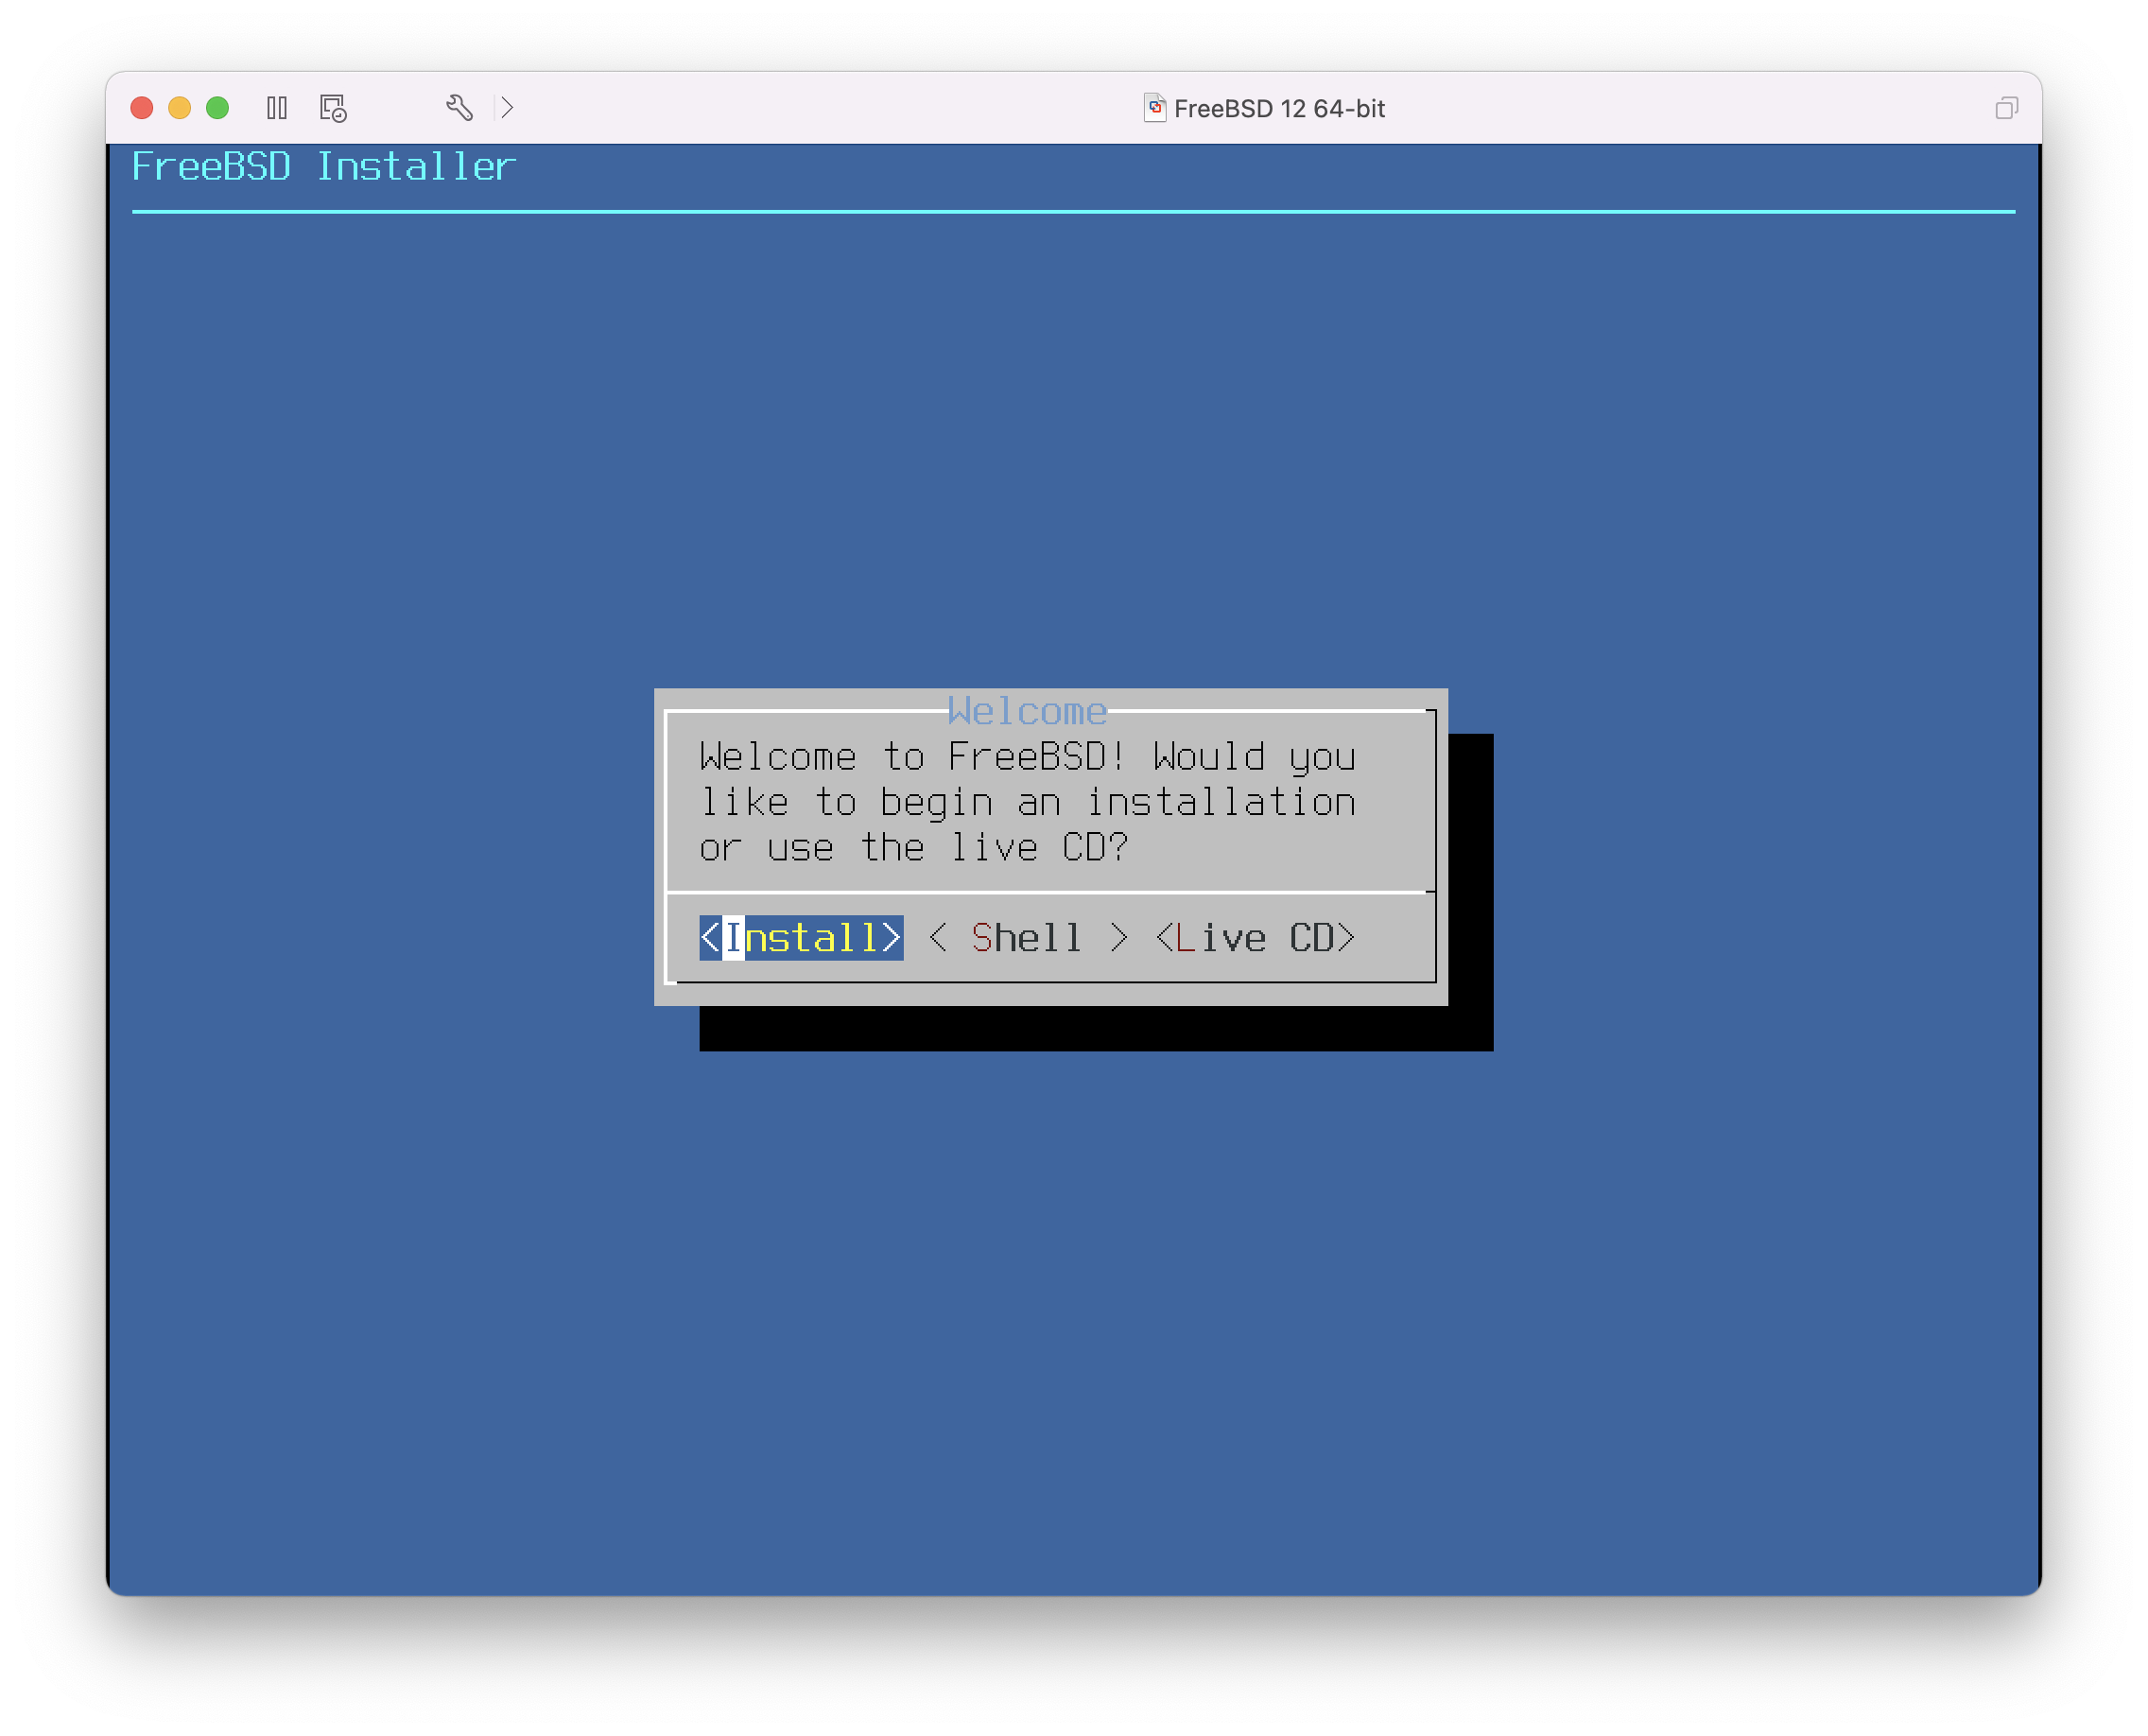 FreeBSD 12 64-bit
FreeBSD Installer
Welcome
Welcome to FreeBSD! Would you
like to begin an installation
or use the live CD?
<Install> < Shell > <Live CD>